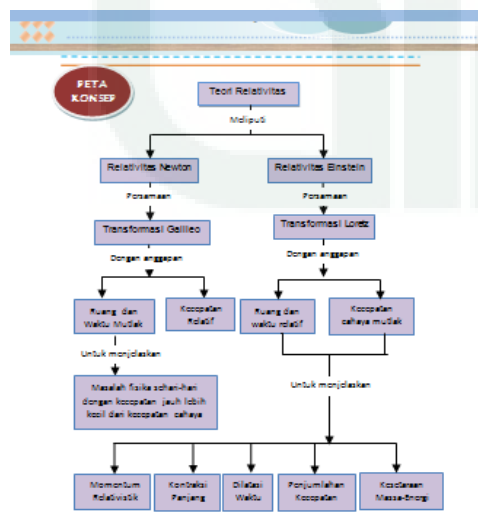 PETA
KONSEP
Teori Relativitas
Meliputi
Relativitas Newton
Relativitas Einstein
Persamaan
Persamaan
Transformasi Galileo
Transformasi Loretz
Dengan anggapan
Dengan anggapan
Ruang dan
Waktu Mutlak
Kecepatan
Relatif
Ruang dan
waktu relatif
Kecepatan
cahaya mutlak
Untuk menjelaskan
Untuk menjelaskan
Masalah fisika sehari-hari
dengan kecepatan jauh lebih
kecil dari kecepatan cahaya
Momentum
Relativistik
Kontraksi
Panjang
Dilatasi
Waktu
Penjumlahan
Kecepatan
Kesetaraan
Massa-Energi